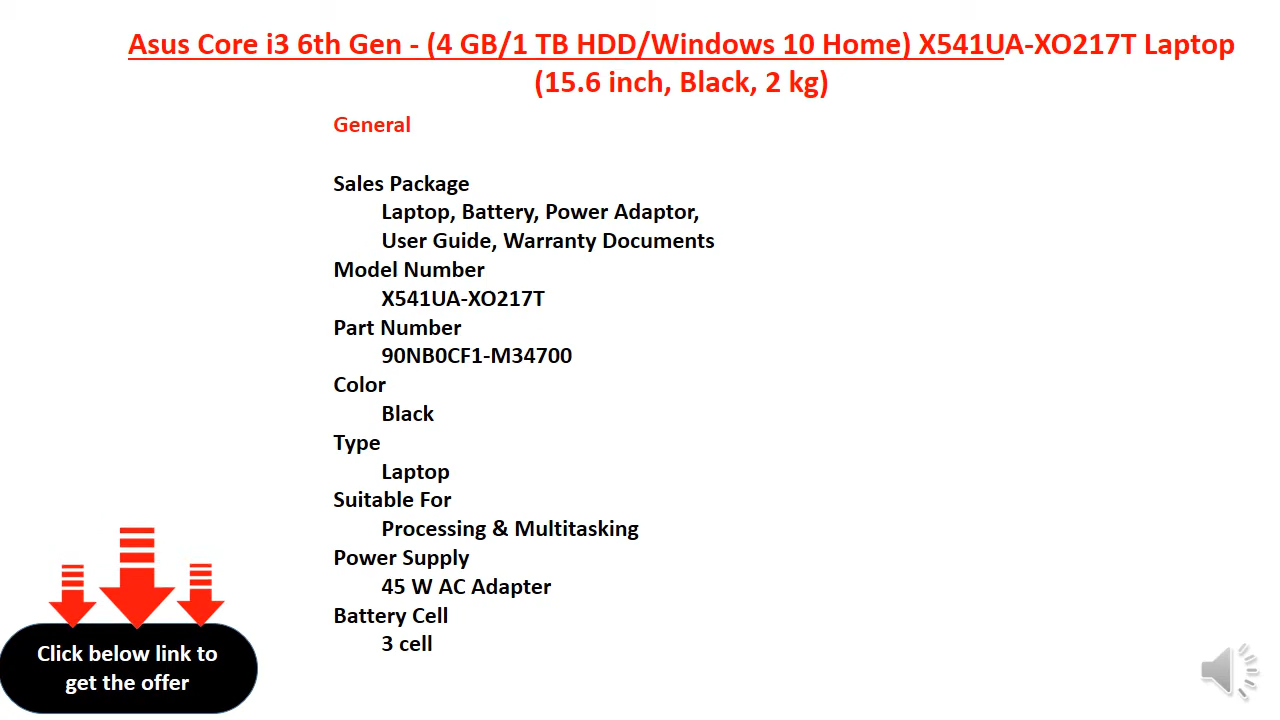 Asus Core i3 6th Gen - (4 GB/1 TB HDD/Windows 10 Home) X541UA-XO217T Laptop
(15.6 inch, Black, 2 kg)
General
Sales Package
Laptop, Battery, Power Adaptor,
User Guide, Warranty Documents
Model Number
X541UA-XO217T
Part Number
90NB0CF1-M34700
Color
Black
Type
Laptop
Suitable For
Processing & Multitasking
Power Supply
45 W AC Adapter
Battery Cell
3 cell
Click below link to
get the offer